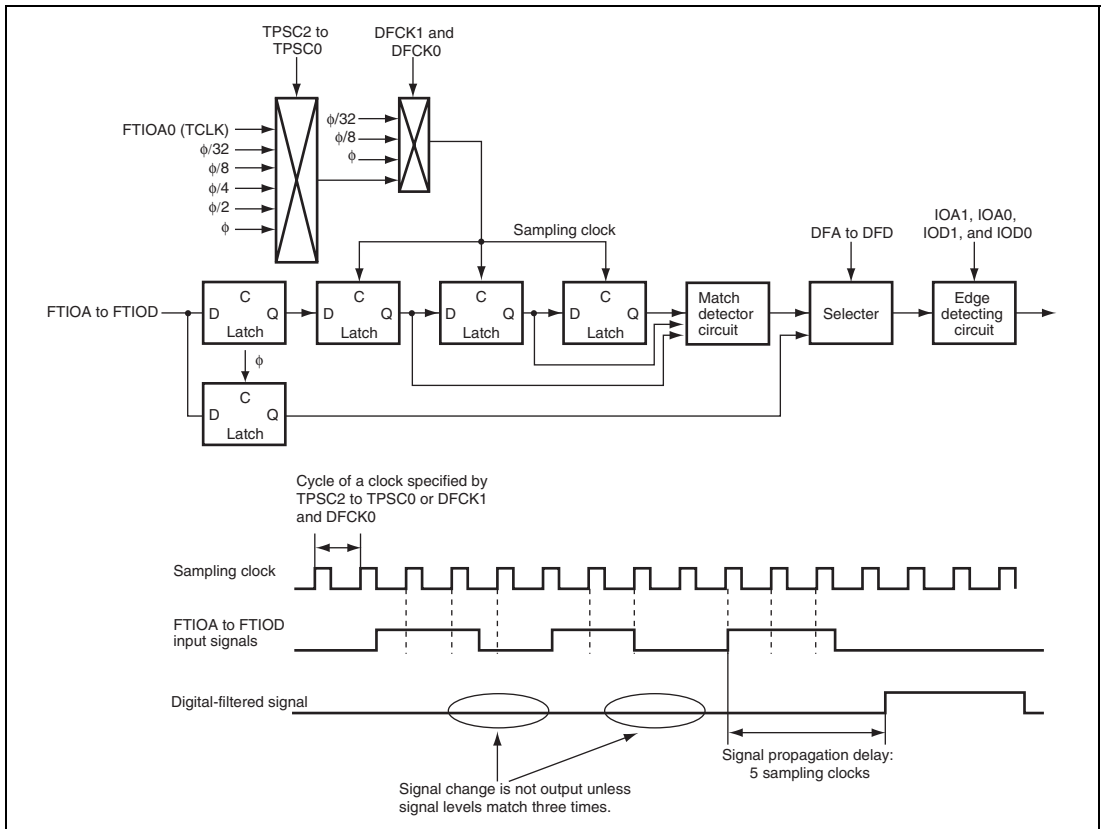 TPSC2 to
TPSC0
DFCK1 and
DFCK0
FTIOA0 (TCLK)
φ/32
φ/8
φ/4
φ/2
φ
φ/32
φ/8
φ
Sampling clock
DFA to DFD
IOA1, IOA0,
IOD1, and IOD0
FTIOA to FTIOD
C
D Q
Latch
C
D Q
Latch
C
D Q
Latch
C
D Q
Latch
Match
detector
circuit
Selecter
Edge
detecting
circuit
φ
C
D Q
Latch
Cycle of a clock specified by
TPSC2 to TPSC0 or DFCK1
and DFCK0
Sampling clock
FTIOA to FTIOD
input signals
Digital-filtered signal
Signal propagation delay:
5 sampling clocks
Signal change is not output unless
signal levels match three times.